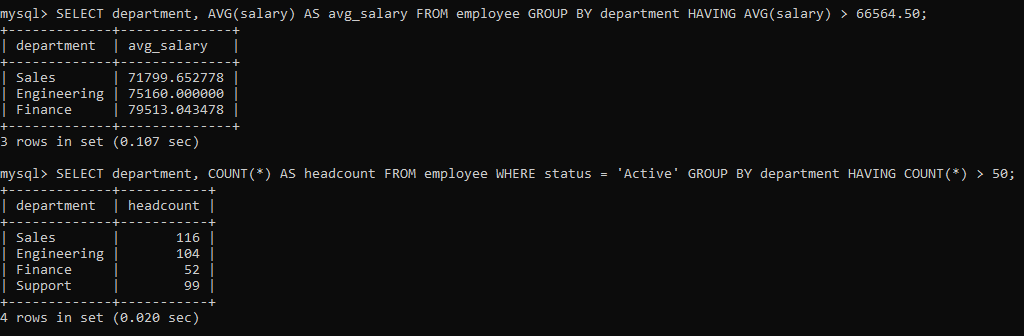 mysql> SELECT department, AVG(salary) AS avg_salary FROM employee GROUP BY department HAVING AVG(salary) > 66564.50;
+-------------+--------------+
| department  | avg_salary   |
+-------------+--------------+
| Sales       | 71799.652778 |
| Engineering | 75160.000000 |
| Finance     | 79513.043478 |
+-------------+--------------+
3 rows in set (0.107 sec)

mysql> SELECT department, COUNT(*) AS headcount FROM employee WHERE status = 'Active' GROUP BY department HAVING COUNT(*) > 50;
+-------------+-----------+
| department  | headcount |
+-------------+-----------+
| Sales       |       116 |
| Engineering |       104 |
| Finance     |        52 |
| Support     |        99 |
+-------------+-----------+
4 rows in set (0.020 sec)